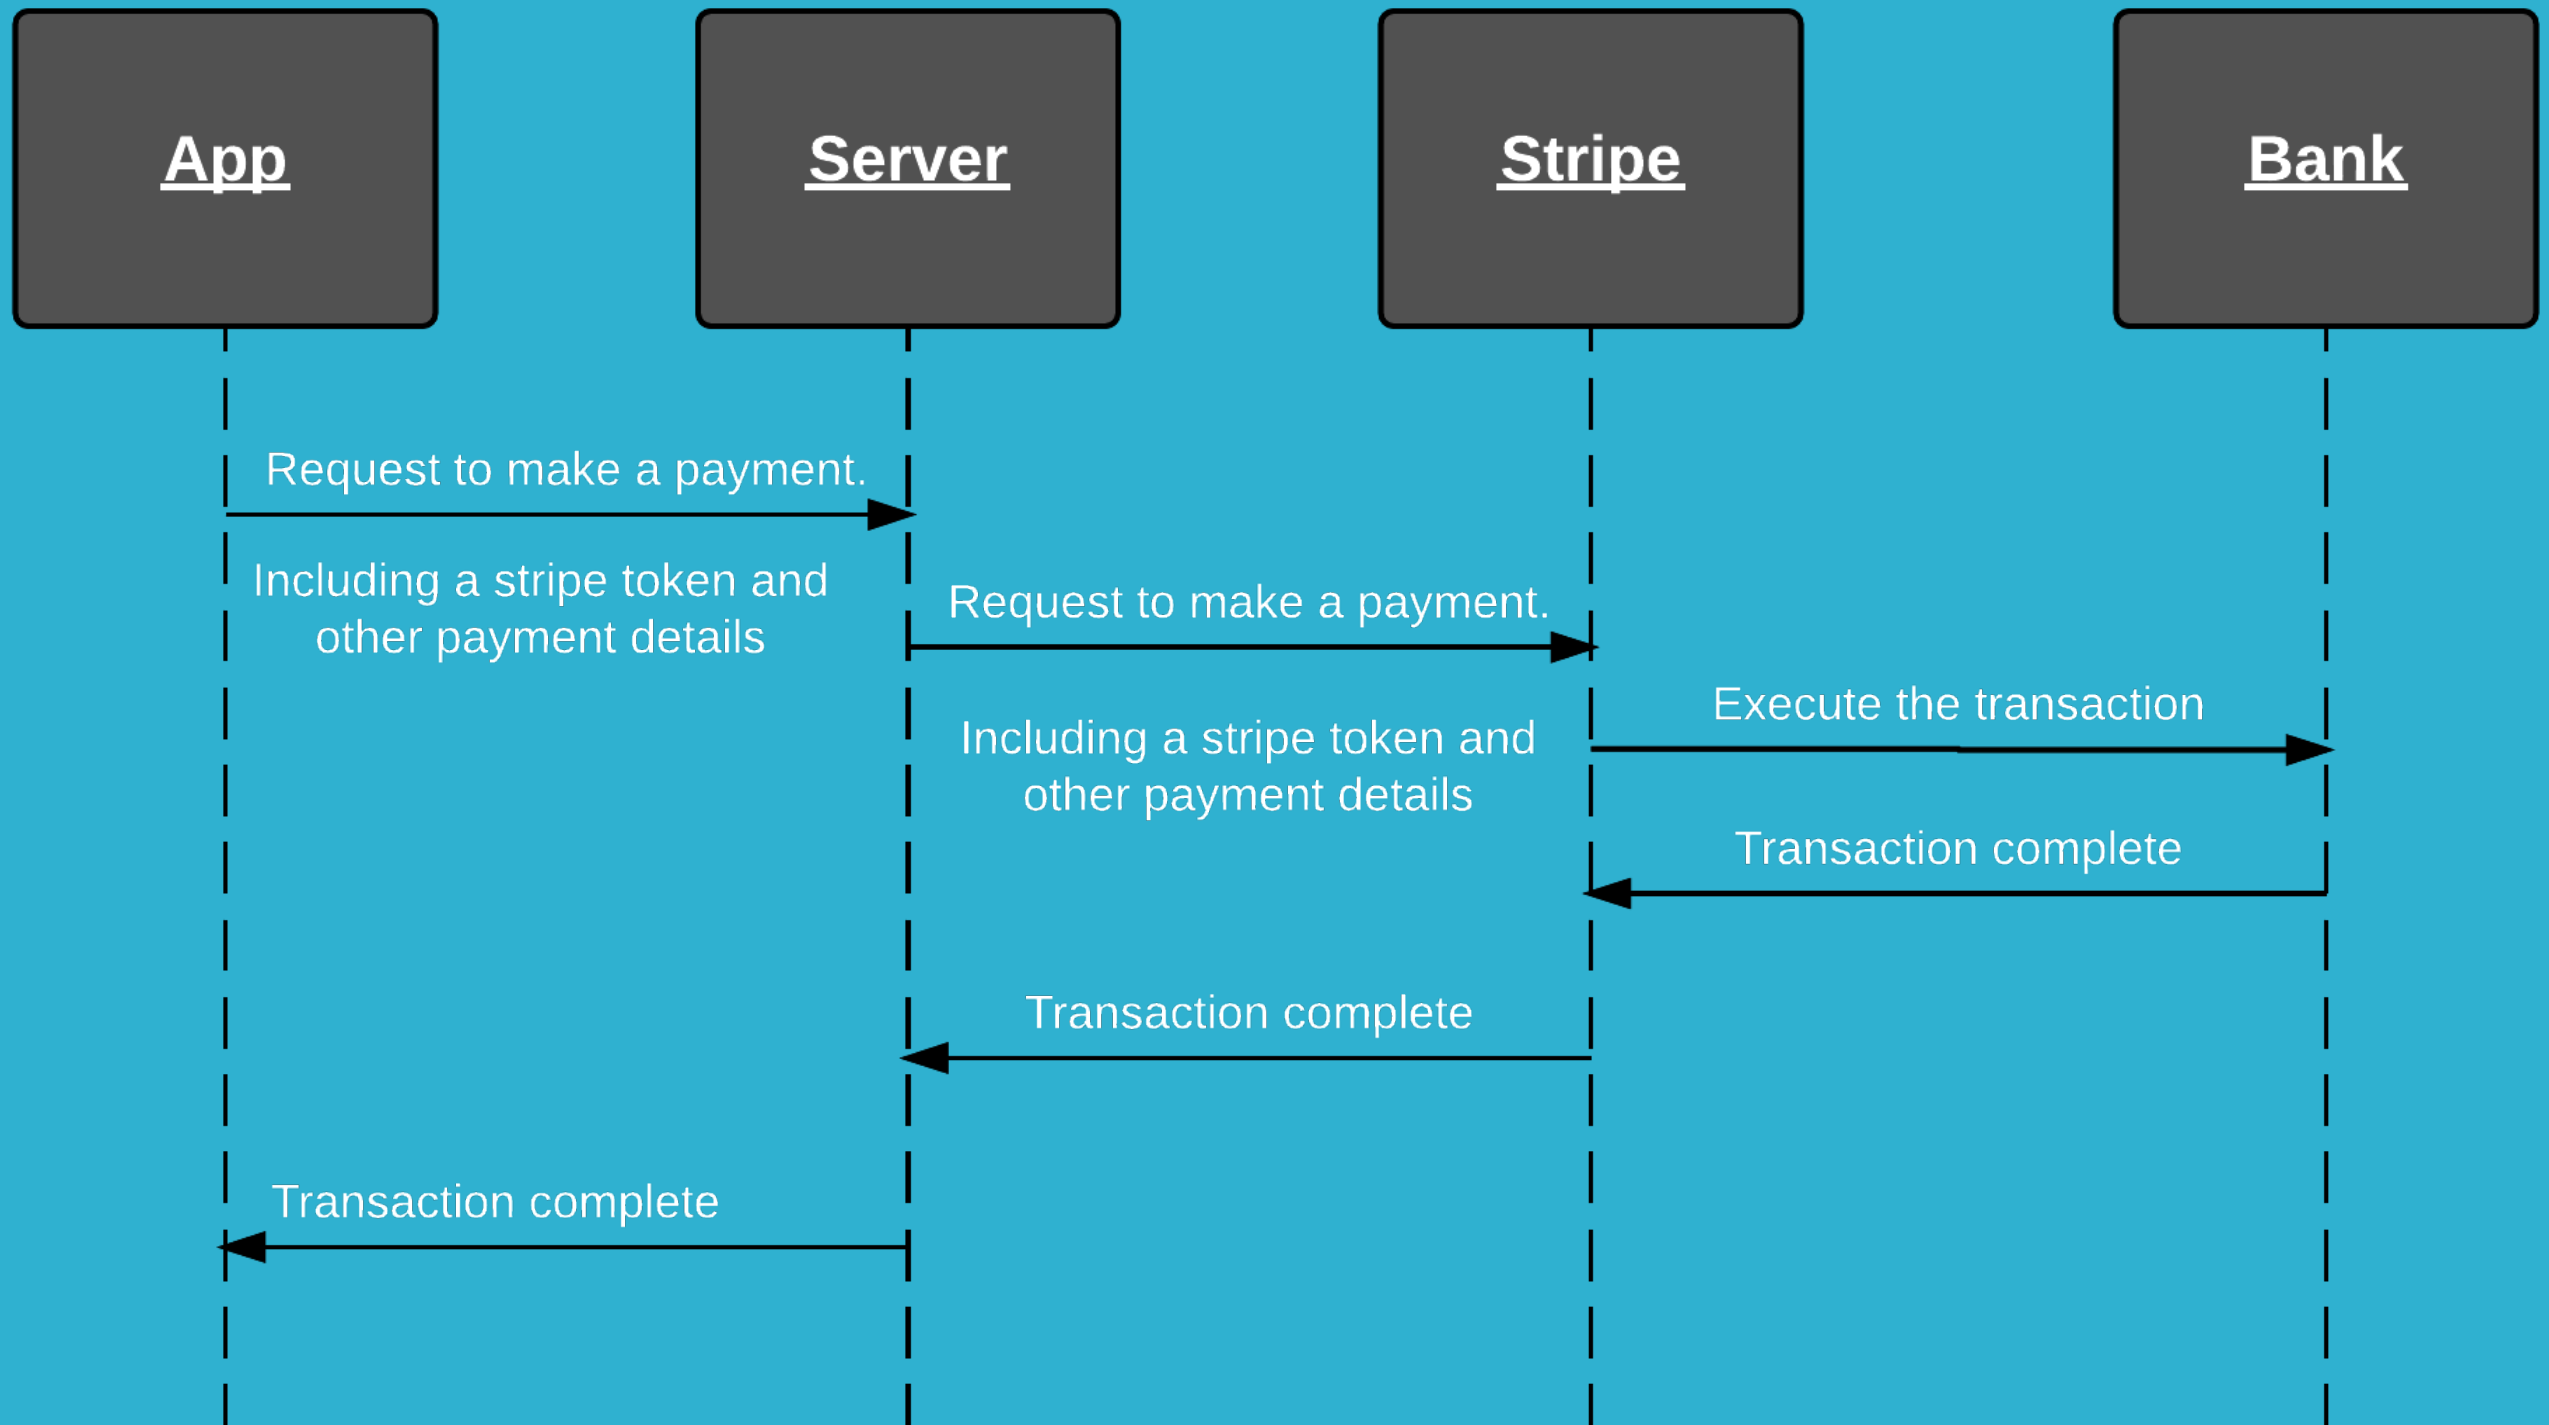 App
Server
Stripe
Bank
Request to make a payment.
Including a stripe token and
other payment details
Request to make a payment.
Including a stripe token and
other payment details
Execute the transaction
Transaction complete
Transaction complete
Transaction complete